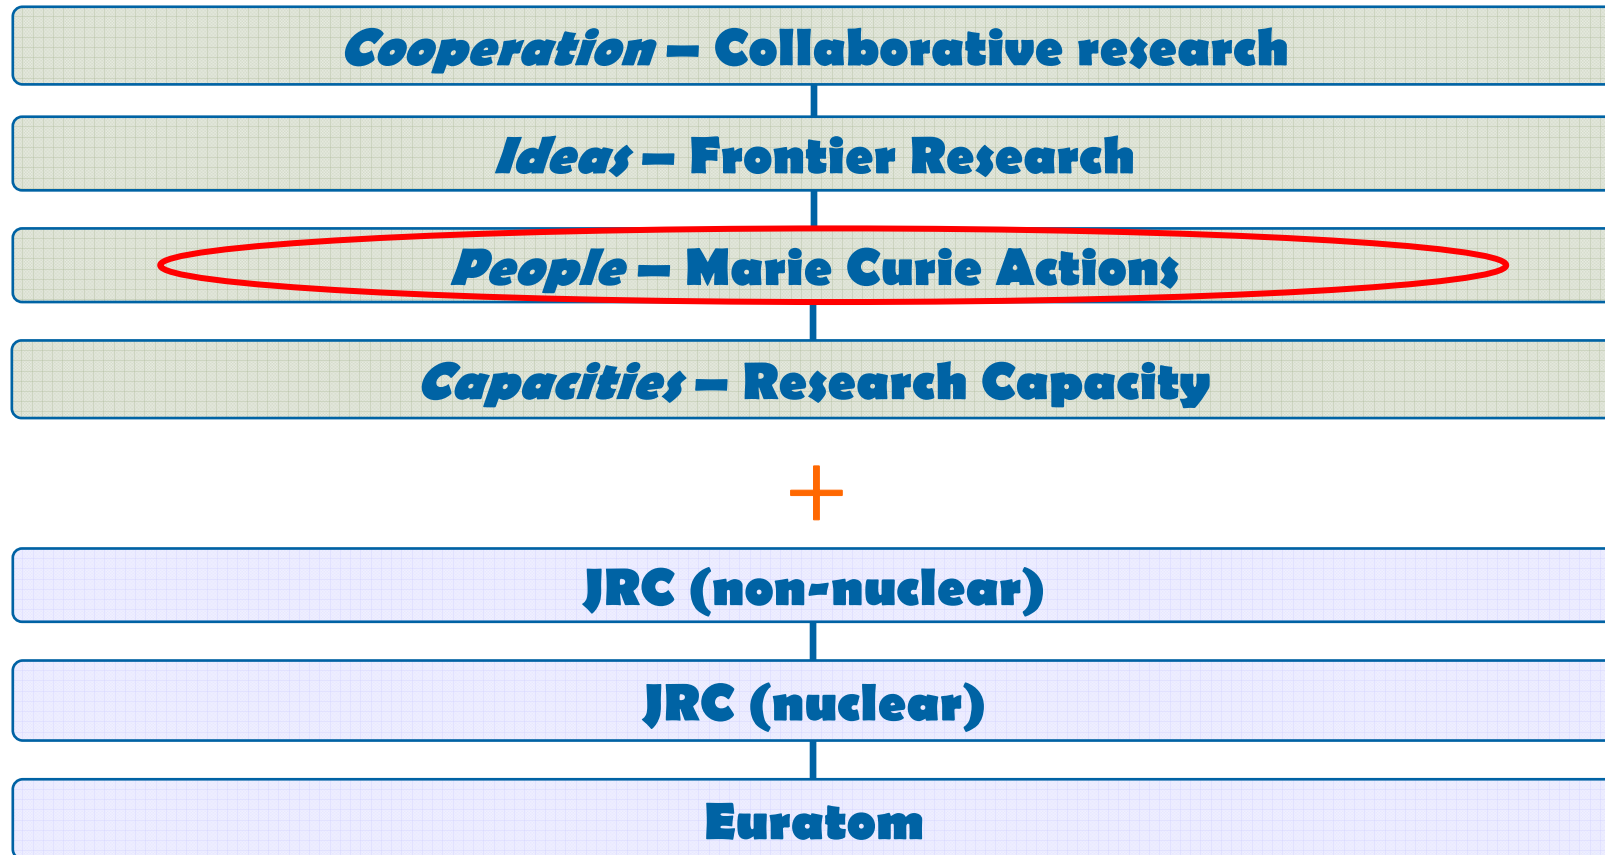 Cooperation – Collaborative research
Ideas – Frontier Research
People – Marie Curie Actions
Capacities – Research Capacity
+
JRC (non-nuclear)
JRC (nuclear)
Euratom